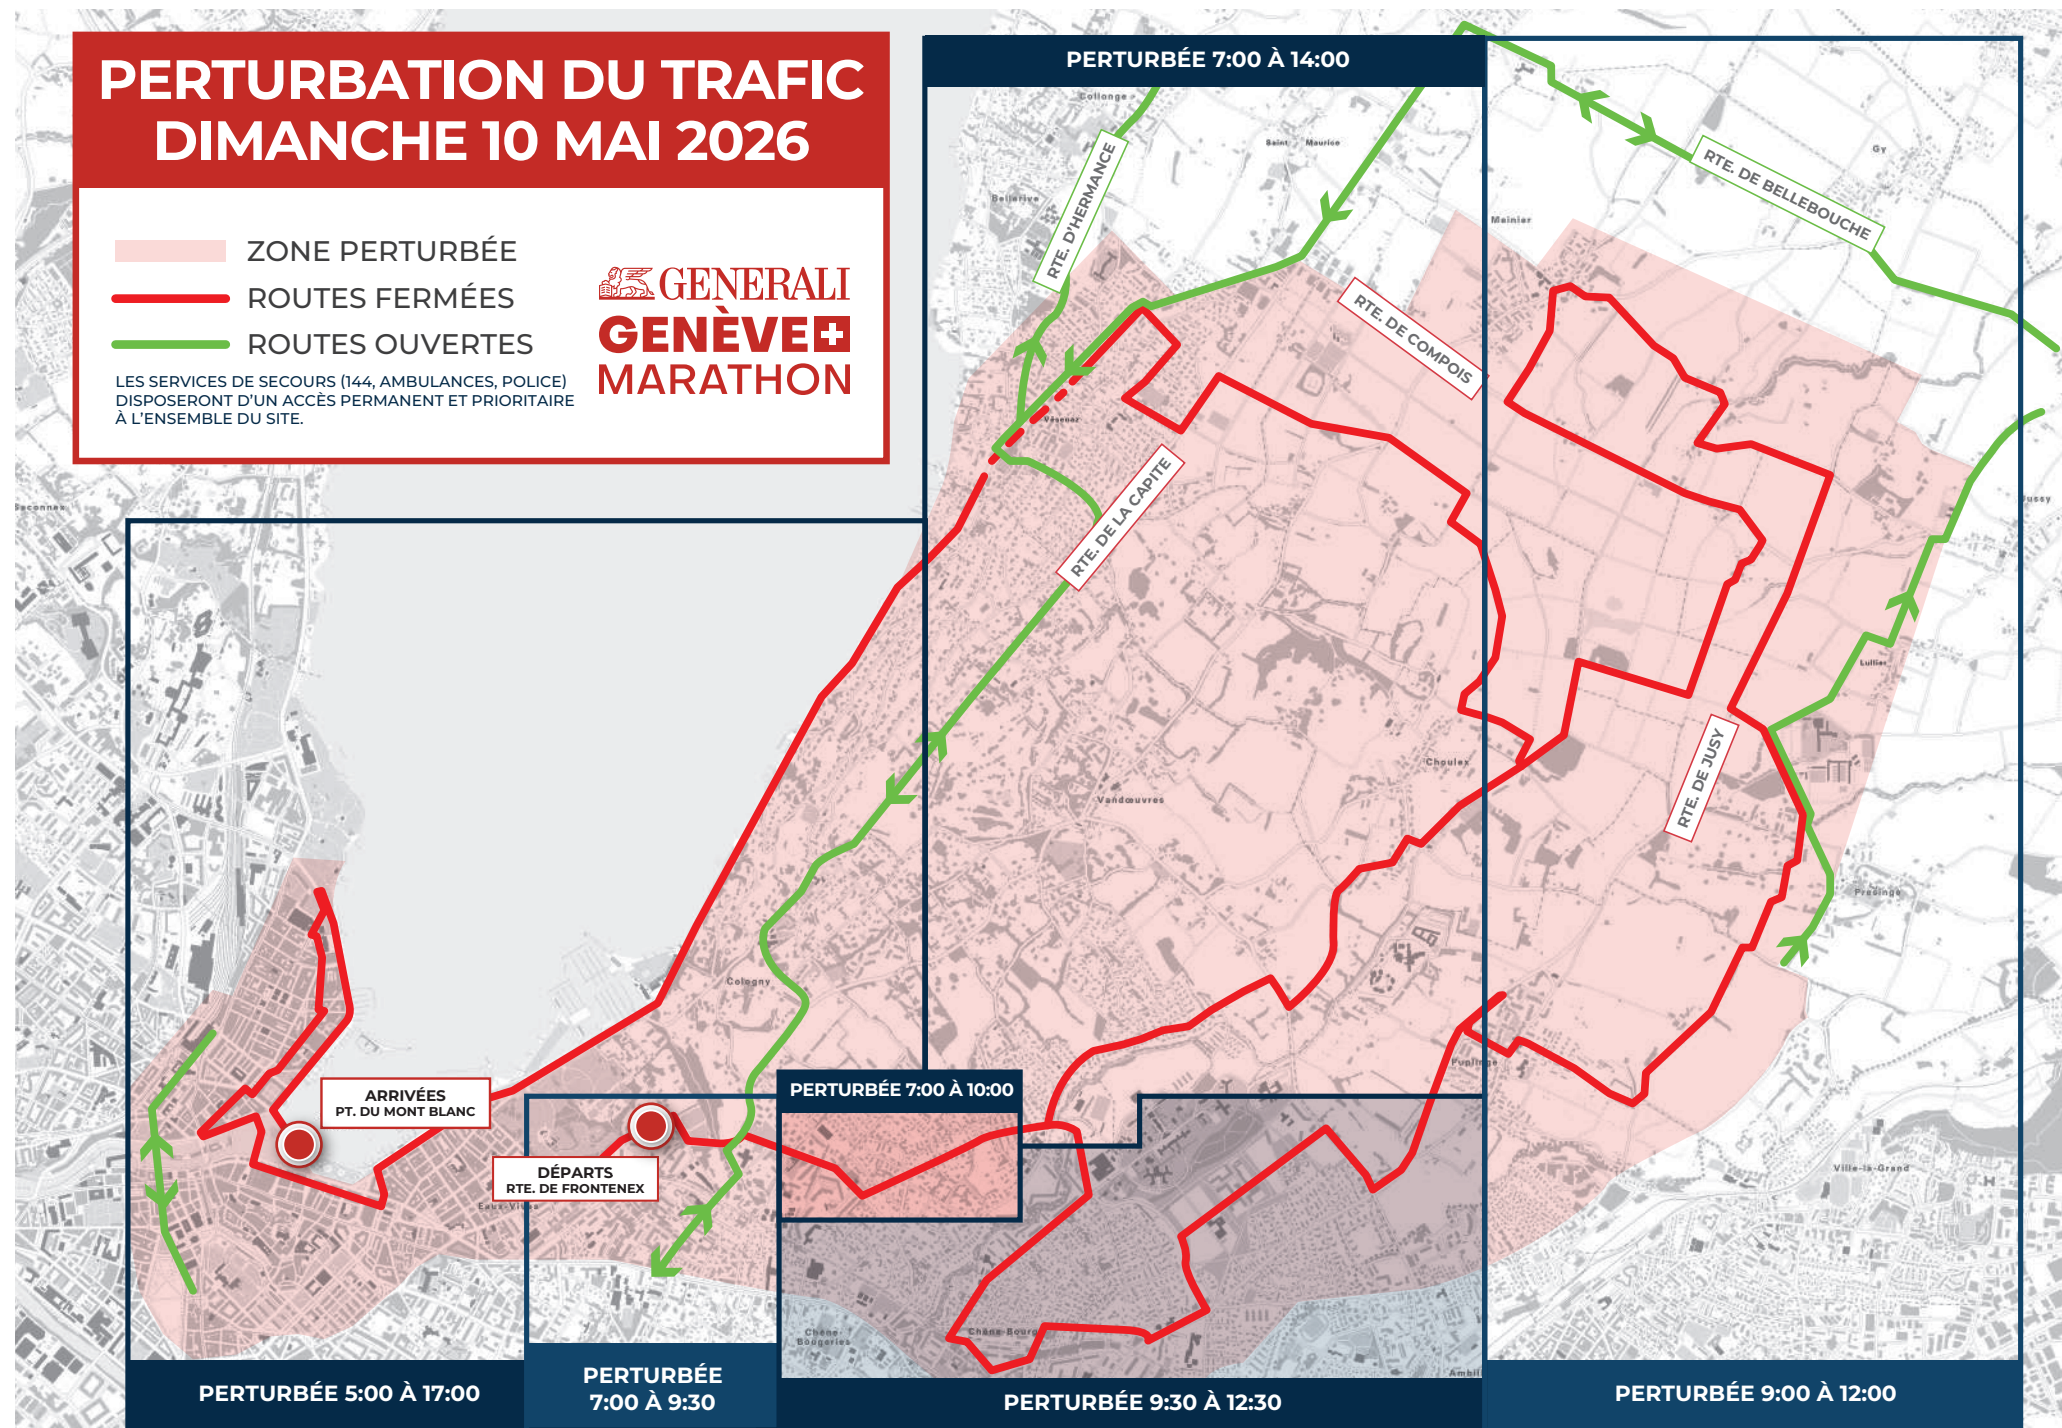 PERTURBATION DU TRAFIC
DIMANCHE 10 MAI 2026
ZONE PERTURBÉE
ROUTES FERMÉES
ROUTES OUVERTES
LES SERVICES DE SECOURS (144, AMBULANCES, POLICE)
DISPOSERONT D'UN ACCÈS PERMANENT ET PRIORITAIRE
À L'ENSEMBLE DU SITE.
GENERALI
GENÈVE
MARATHON
PERTURBÉE 7:00 À 14:00
Collonge
Saint Maurice
Bellerive
RTE. D'HERMANCE
Meinier
Gy
RTE. DE BELLEBOUCHE
RTE. DE COMPOIS
Vésenaz
RTE. DE LA CAPITE
Jussy
Lullier
RTE. DE JUSY
Choulex
Vandœuvres
Presinge
Cologny
Puplinge
PERTURBÉE 7:00 À 10:00
ARRIVÉES
PT. DU MONT BLANC
DÉPARTS
RTE. DE FRONTENEX
Eaux-Vives
Ville-la-Grand
Chêne-
Bougeries
Chêne-Bourg
PERTURBÉE 5:00 À 17:00
PERTURBÉE
7:00 À 9:30
PERTURBÉE 9:30 À 12:30
PERTURBÉE 9:00 À 12:00